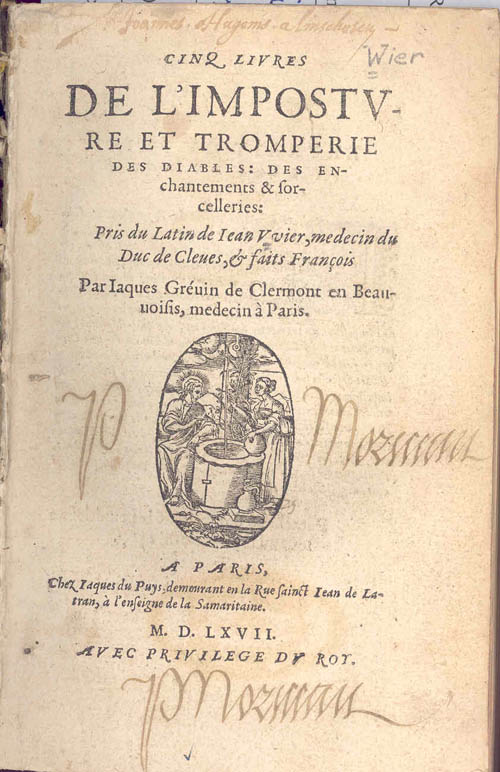 Wier
CINQ LIVRES
DE L'IMPOSTV-
RE ET TROMPERIE
DES DIABLES: DES EN-
chantements & ſor-
celleries:
Pris du Latin de Iean Vvier, medecin du
Duc de Cleues, & faits François
Par Iaques Gréuin de Clermont en Beau-
uoiſis, medecin à Paris.
P.
A PARIS,
Chez Iaques du Puys, demourant en la Rue ſainct Iean de La-
tran, à l'enſeigne de la Samaritaine.
M. D. LXVII.
AVEC PRIVILEGE DV ROY.